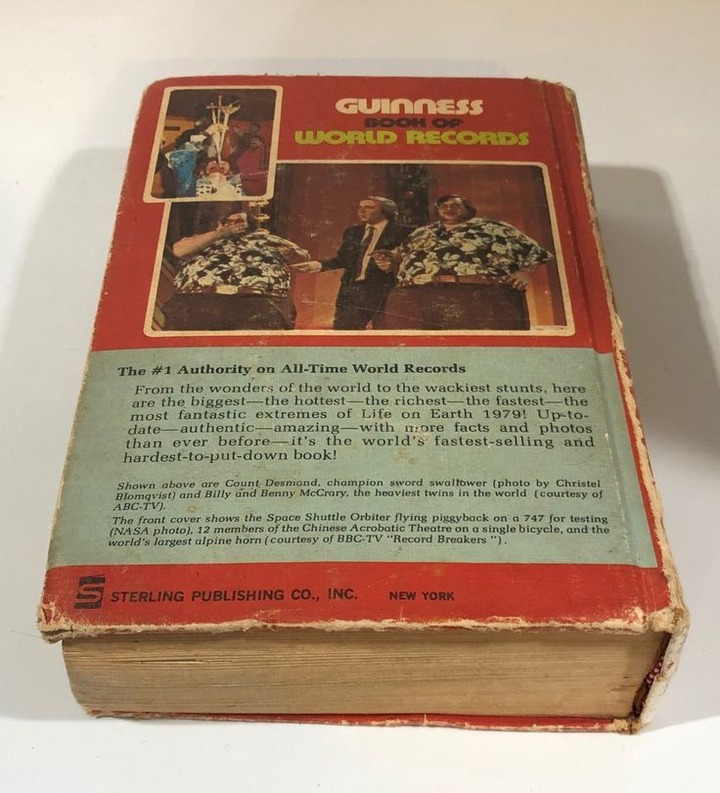 GUINNESS
BOOK OF
WORLD RECORDS
The #1 Authority on All-Time World Records
From the wonders of the world to the wackiest stunts, here
are the biggest—the hottest—the richest—the fastest—the
most fantastic extremes of Life on Earth 1979! Up-to-
date—authentic—amazing—with more facts and photos
than ever before—it's the world's fastest-selling and
hardest-to-put-down book!
Shown above are Count Desmond, champion sword swallower (photo by Christel
Blomqvist) and Billy and Benny McCrary, the heaviest twins in the world (courtesy of
ABC-TV).
The front cover shows the Space Shuttle Orbiter flying piggyback on a 747 for testing
(NASA photo), 12 members of the Chinese Acrobatic Theatre on a single bicycle, and the
world's largest alpine horn (courtesy of BBC-TV "Record Breakers").
S STERLING PUBLISHING CO., INC. NEW YORK